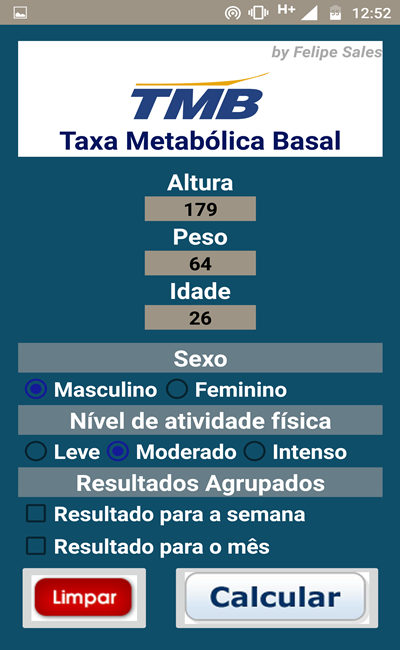 H+ 12:52
by Felipe Sales
TMB
Taxa Metabólica Basal
Altura
179
Peso
64
Idade
26
Sexo
Masculino Feminino
Nível de atividade física
Leve Moderado Intenso
Resultados Agrupados
Resultado para a semana
Resultado para o mês
Limpar Calcular